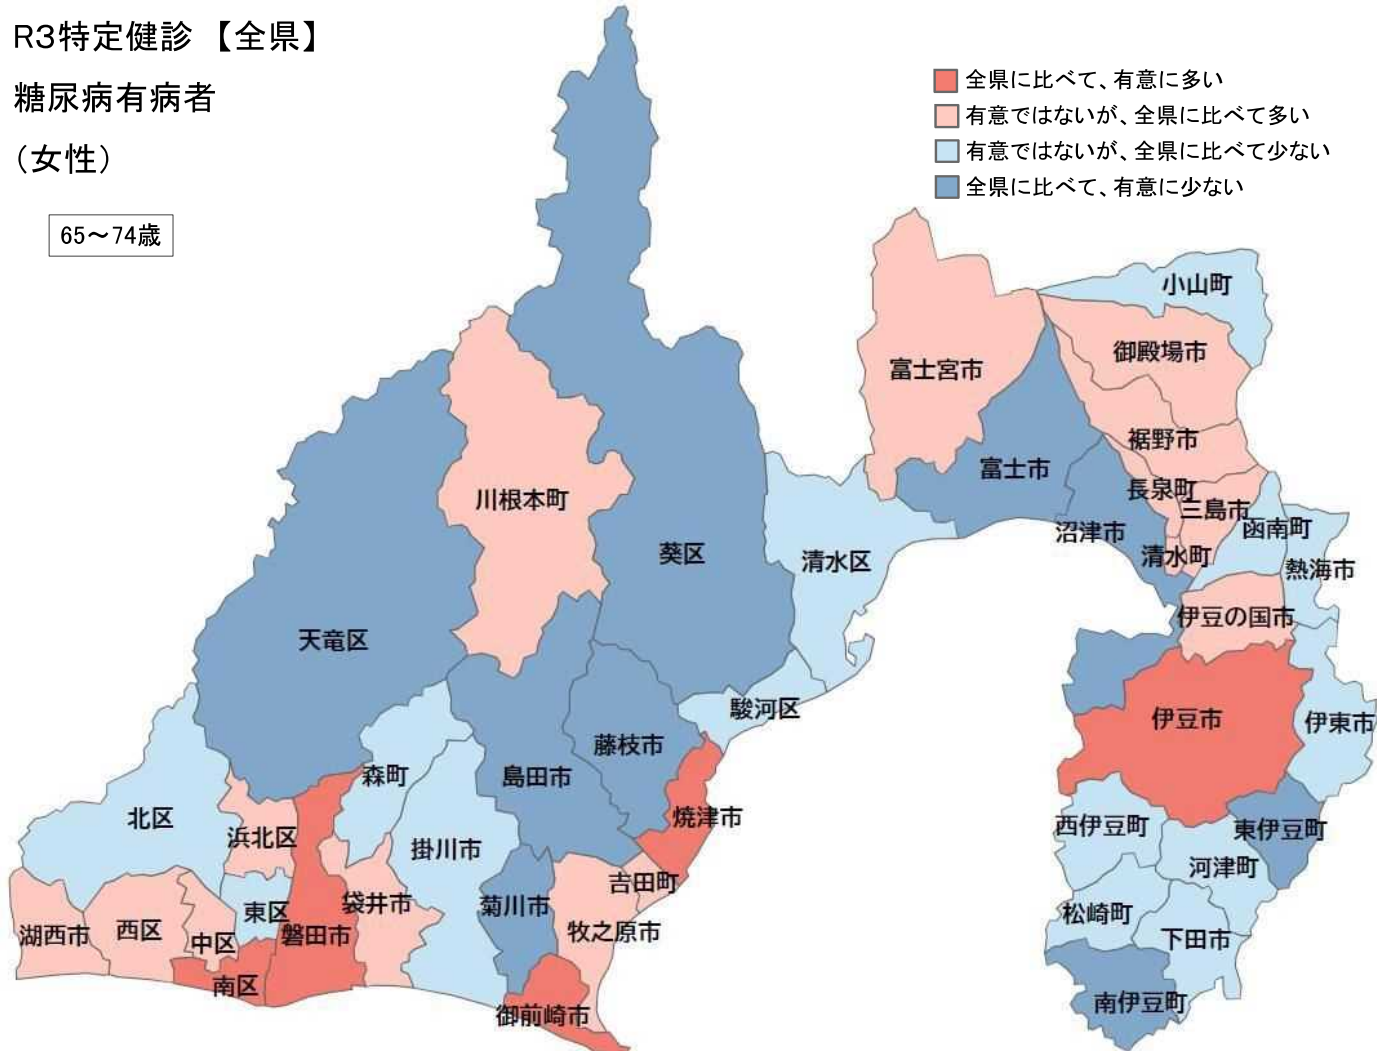 R3特定健診 【全県】
糖尿病有病者
(女性)
65~74歳
全県に比べて、有意に多い
有意ではないが、全県に比べて多い
有意ではないが、全県に比べて少ない
全県に比べて、有意に少ない
小山町
御殿場市
富士宮市
裾野市
富士市
長泉町
三島市
函南町
沼津市
清水町
熱海市
川根本町
葵区
清水区
伊豆の国市
天竜区
駿河区
伊豆市
伊東市
藤枝市
森町
島田市
焼津市
西伊豆町
東伊豆町
北区
浜北区
掛川市
河津町
吉田町
東区
袋井市
菊川市
松崎町
湖西市
西区
中区
磐田市
牧之原市
下田市
南区
御前崎市
南伊豆町